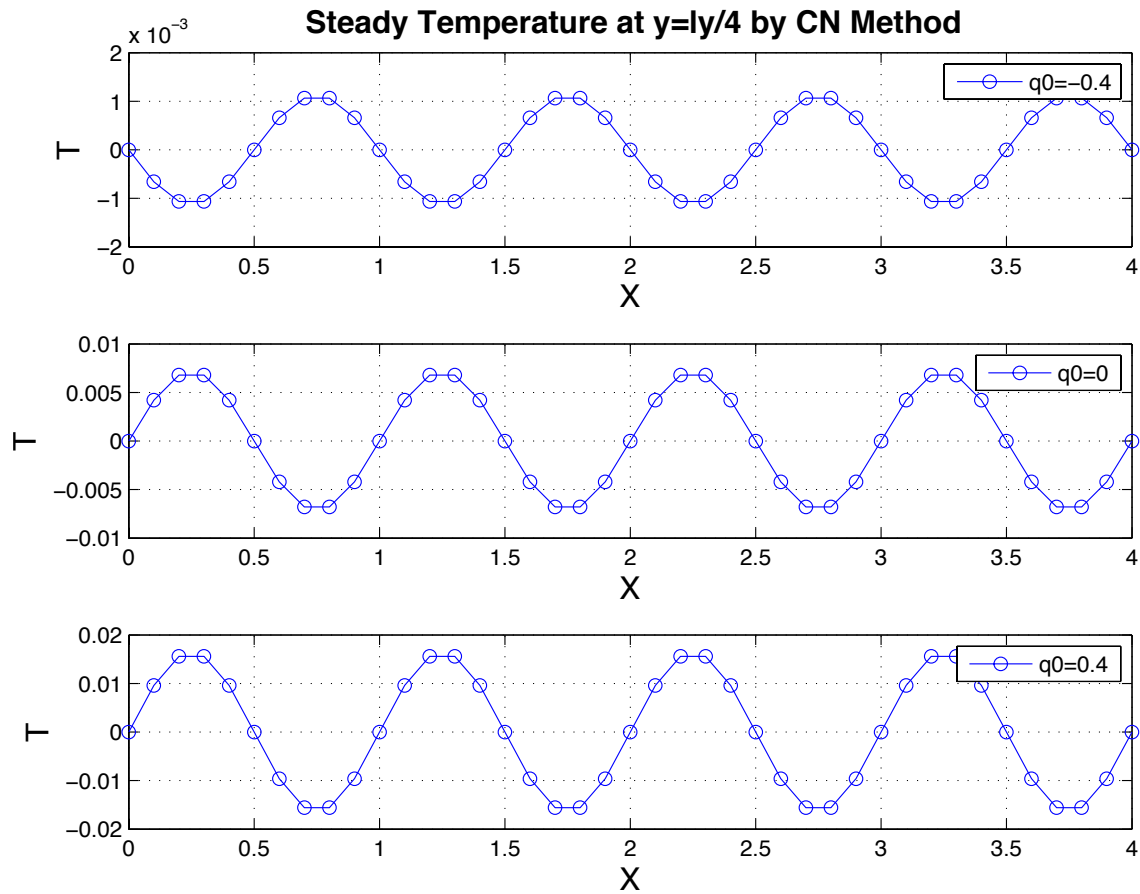 Steady Temperature at y=ly/4 by CN Method
x 10−3
2
1
0
−1
−2
T
q0=−0.4
0 0.5 1 1.5 2 2.5 3 3.5 4
X
0.01
0.005
0
−0.005
−0.01
T
q0=0
0 0.5 1 1.5 2 2.5 3 3.5 4
X
0.02
0.01
0
−0.01
−0.02
T
q0=0.4
0 0.5 1 1.5 2 2.5 3 3.5 4
X